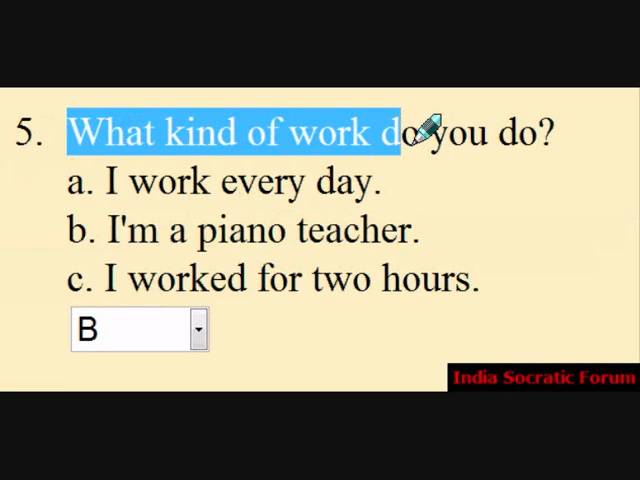 5. What kind of work do you do?
a. I work every day.
b. I'm a piano teacher.
c. I worked for two hours.
B
India Socratic Forum